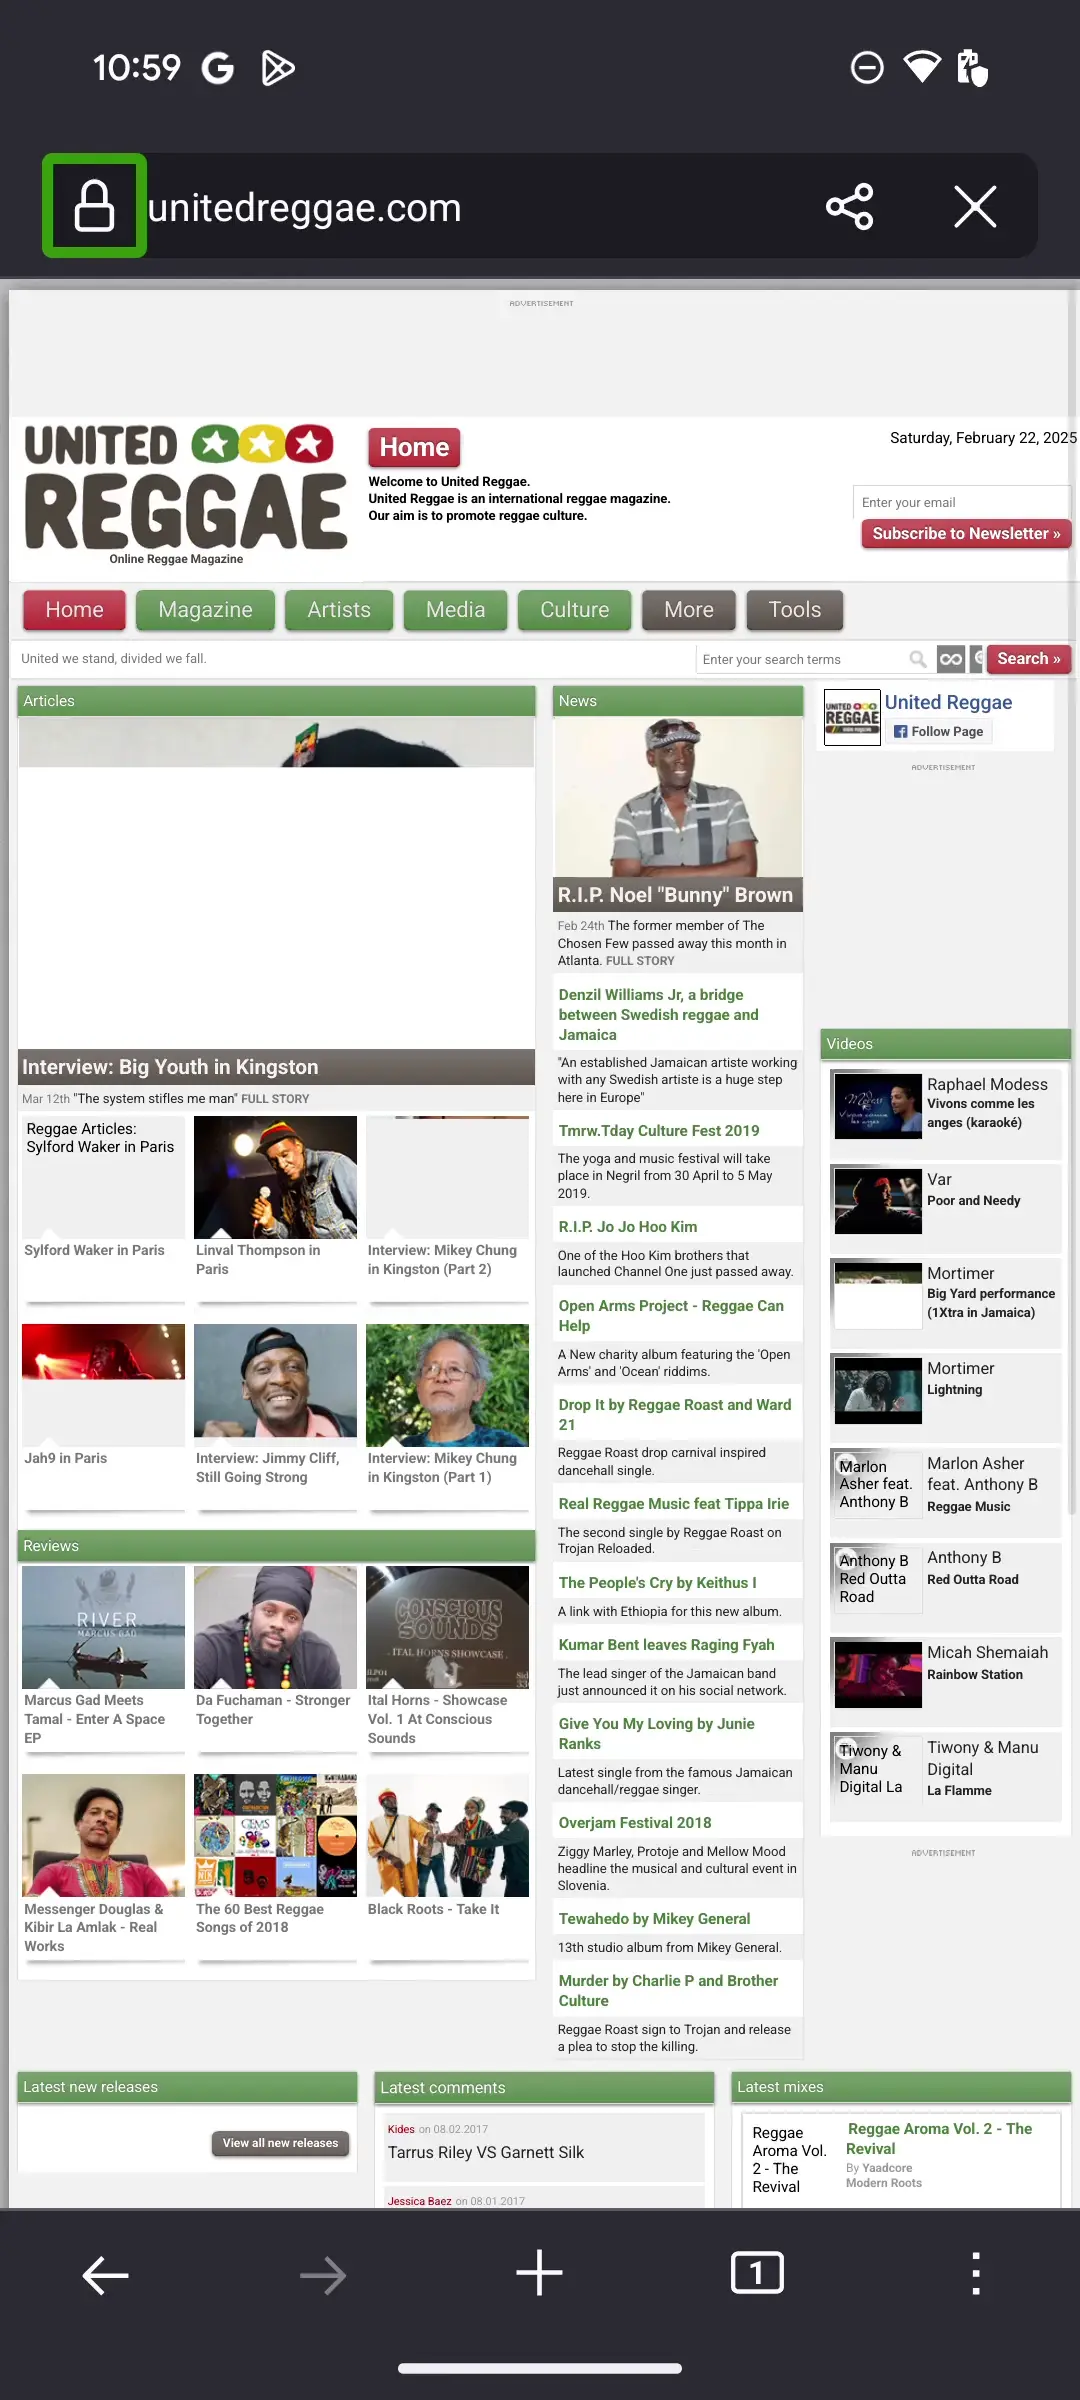 10:59
unitedreggae.com
ADVERTISEMENT
UNITED
REGGAE
Online Reggae Magazine
Home
Welcome to United Reggae.
United Reggae is an international reggae magazine.
Our aim is to promote reggae culture.
Saturday, February 22, 2025
Enter your email
Subscribe to Newsletter »
Home
Magazine
Artists
Media
Culture
More
Tools
United we stand, divided we fall.
Enter your search terms
Search »
Articles
Interview: Big Youth in Kingston
Mar 12th "The system stifles me man" FULL STORY
Reggae Articles:
Sylford Waker in Paris
Sylford Waker in Paris
Linval Thompson in
Paris
Interview: Mikey Chung
in Kingston (Part 2)
Jah9 in Paris
Interview: Jimmy Cliff,
Still Going Strong
Interview: Mikey Chung
in Kingston (Part 1)
Reviews
RIVER
MARCUS GAD
CONSCIOUS
SOUNDS
ITAL HORNS SHOWCASE
Marcus Gad Meets
Tamal - Enter A Space
EP
Da Fuchaman - Stronger
Together
Ital Horns - Showcase
Vol. 1 At Conscious
Sounds
GEMS
Messenger Douglas &
Kibir La Amlak - Real
Works
The 60 Best Reggae
Songs of 2018
Black Roots - Take It
News
R.I.P. Noel "Bunny" Brown
Feb 24th The former member of The
Chosen Few passed away this month in
Atlanta. FULL STORY
Denzil Williams Jr, a bridge
between Swedish reggae and
Jamaica
"An established Jamaican artiste working
with any Swedish artiste is a huge step
here in Europe"
Tmrw.Tday Culture Fest 2019
The yoga and music festival will take
place in Negril from 30 April to 5 May
2019.
R.I.P. Jo Jo Hoo Kim
One of the Hoo Kim brothers that
launched Channel One just passed away.
Open Arms Project - Reggae Can
Help
A New charity album featuring the 'Open
Arms' and 'Ocean' riddims.
Drop It by Reggae Roast and Ward
21
Reggae Roast drop carnival inspired
dancehall single.
Real Reggae Music feat Tippa Irie
The second single by Reggae Roast on
Trojan Reloaded.
The People's Cry by Keithus I
A link with Ethiopia for this new album.
Kumar Bent leaves Raging Fyah
The lead singer of the Jamaican band
just announced it on his social network.
Give You My Loving by Junie
Ranks
Latest single from the famous Jamaican
dancehall/reggae singer.
Overjam Festival 2018
Ziggy Marley, Protoje and Mellow Mood
headline the musical and cultural event in
Slovenia.
Tewahedo by Mikey General
13th studio album from Mikey General.
Murder by Charlie P and Brother
Culture
Reggae Roast sign to Trojan and release
a plea to stop the killing.
UNITED
REGGAE
United Reggae
Follow Page
ADVERTISEMENT
Videos
Raphael Modess
Vivons comme les
anges (karaoké)
Var
Poor and Needy
Mortimer
Big Yard performance
(1Xtra in Jamaica)
Mortimer
Lightning
Marlon
Asher feat.
Anthony B
Marlon Asher
feat. Anthony B
Reggae Music
Anthony B
Red Outta
Road
Anthony B
Red Outta Road
Micah Shemaiah
Rainbow Station
Tiwony &
Manu
Digital La
Tiwony & Manu
Digital
La Flamme
ADVERTISEMENT
Latest new releases
View all new releases
Latest comments
Kides on 08.02.2017
Tarrus Riley VS Garnett Silk
Jessica Baez on 08.01.2017
Latest mixes
Reggae
Aroma Vol.
2 - The
Revival
Reggae Aroma Vol. 2 - The
Revival
By Yaadcore
Modern Roots
1